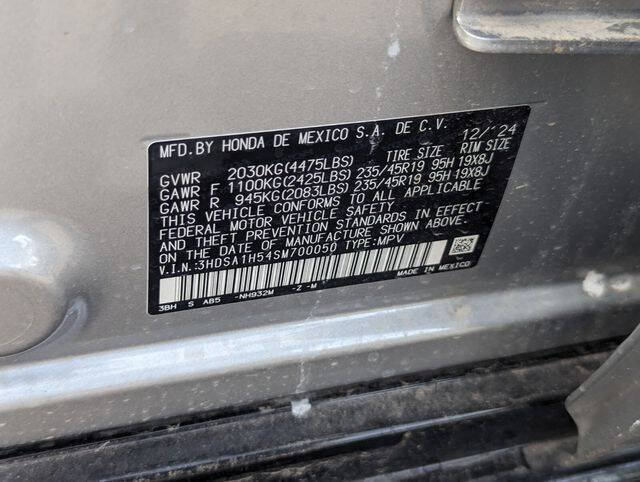 MFD. BY HONDA DE MEXICO S.A. DE C.V. 12/'24
GVWR 2030KG(4475LBS) TIRE SIZE RIM SIZE
GAWR F 1100KG(2425LBS) 235/45R19 95H 19X8J
GAWR R 945KG(2083LBS) 235/45R19 95H 19X8J
THIS VEHICLE CONFORMS TO ALL APPLICABLE
FEDERAL MOTOR VEHICLE SAFETY BUMPER,
AND THEFT PREVENTION STANDARDS IN EFFECT
ON THE DATE OF MANUFACTURE SHOWN ABOVE.
V.I.N.:3HDSA1H54SM700050 TYPE:MPV
MADE IN MEXICO
3BH S AB5 -NH932M -Z -M